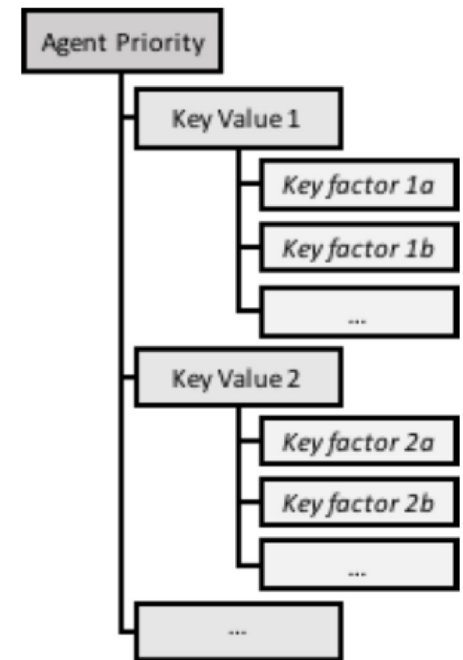 Agent Priority
Key Value 1
Key factor 1a
Key factor 1b
...
Key Value 2
Key factor 2a
Key factor 2b
...
...